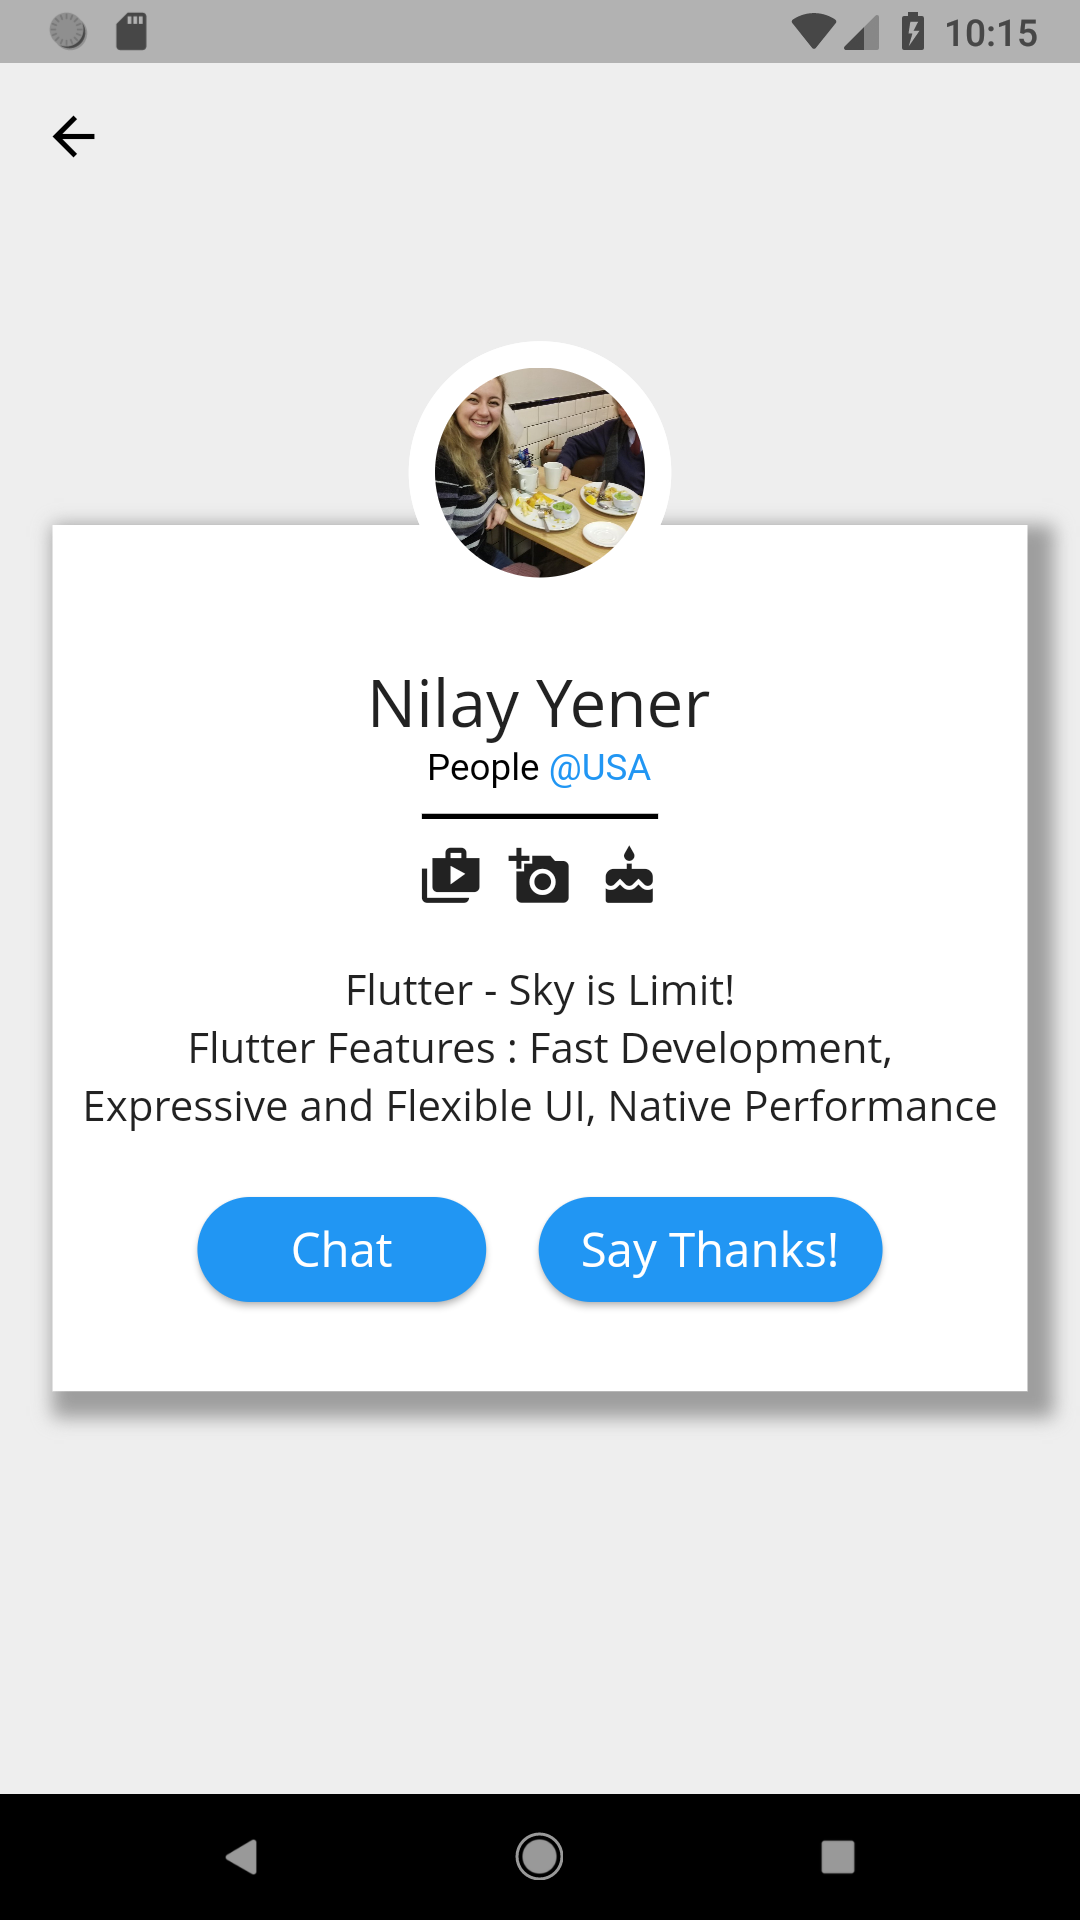 10:15
Nilay Yener
People @USA
Flutter - Sky is Limit!
Flutter Features : Fast Development,
Expressive and Flexible UI, Native Performance
Chat
Say Thanks!